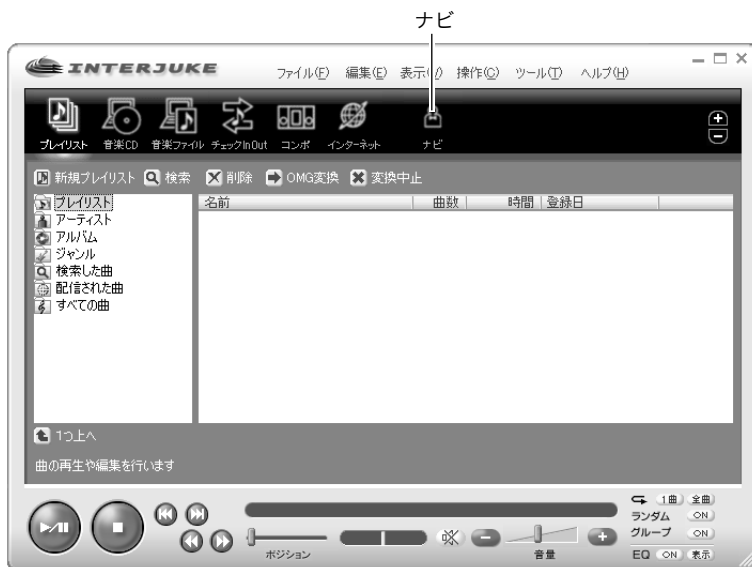 ナビ
INTERJUKE
ファイル(F) 編集(E) 表示(V) 操作(C) ツール(T) ヘルプ(H)
プレイリスト 音楽CD 音楽ファイル チェックIn Out コンポ インターネット ナビ
新規プレイリスト 検索 削除 OMG変換 変換中止
プレイリスト
アーティスト
アルバム
ジャンル
検索した曲
配信された曲
すべての曲
名前 曲数 時間 登録日
1つ上へ
曲の再生や編集を行います
ポジション
音量
1曲 全曲
ランダム ON
グループ ON
EQ ON 表示